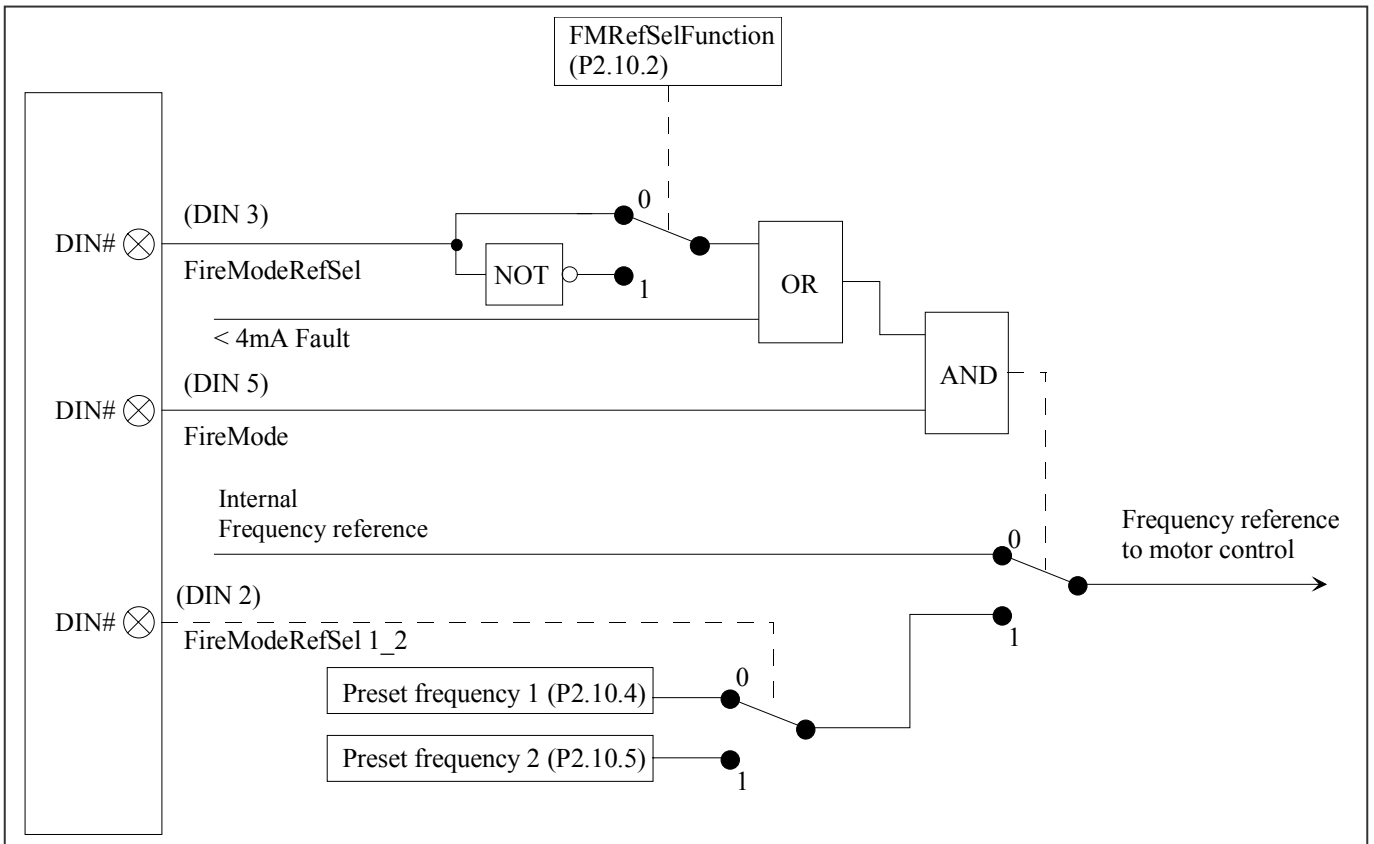 FMRefSelFunction
(P2.10.2)
(DIN 3)
DIN#
FireModeRefSel
NOT
0
1
OR
< 4mA Fault
(DIN 5)
DIN#
FireMode
AND
Internal
Frequency reference
0
1
Frequency reference
to motor control
(DIN 2)
DIN#
FireModeRefSel 1_2
Preset frequency 1 (P2.10.4)
0
Preset frequency 2 (P2.10.5)
1